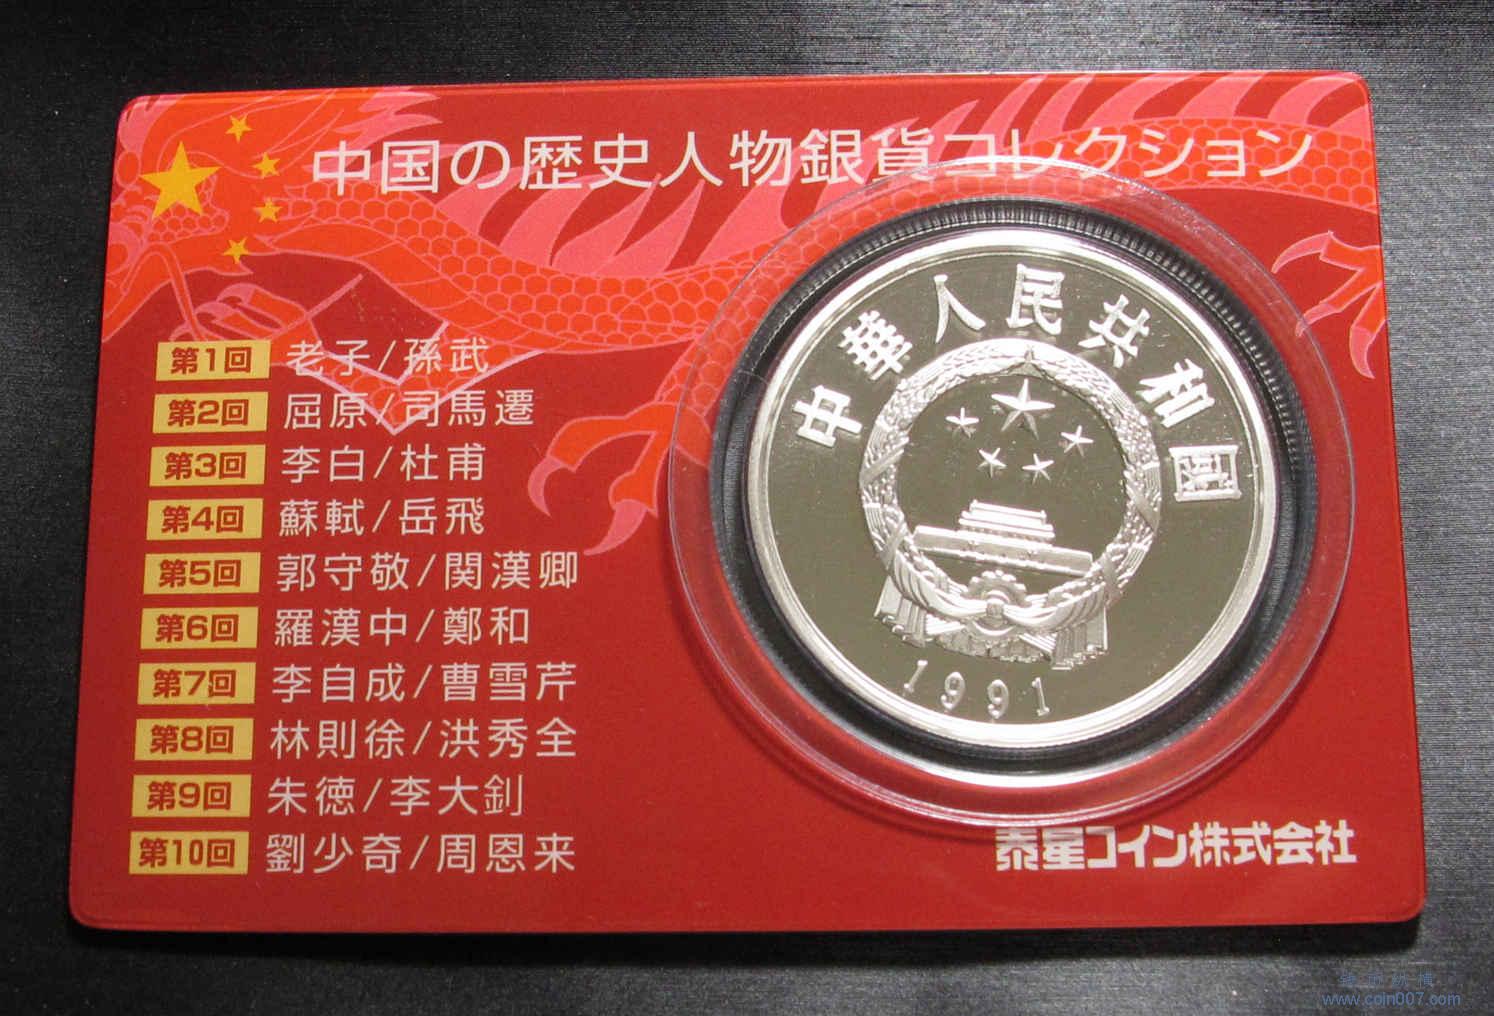 中国の歴史人物銀貨コレクション
第1回 老子/孫武
第2回 屈原/司馬遷
第3回 李白/杜甫
第4回 蘇軾/岳飛
第5回 郭守敬/関漢卿
第6回 羅漢中/鄭和
第7回 李自成/曹雪芹
第8回 林則徐/洪秀全
第9回 朱徳/李大釗
第10回 劉少奇/周恩来
中華人民共和國
1991
泰星コイン株式会社
www.coin007.com